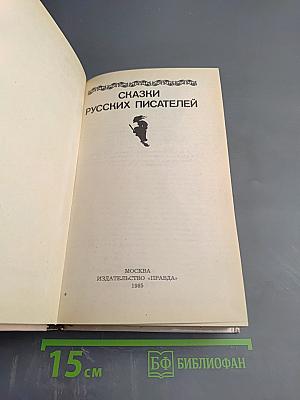 СКАЗКИ
РУССКИХ ПИСАТЕЛЕЙ
МОСКВА
ИЗДАТЕЛЬСТВО «ПРАВДА»
1985
15 см
БФ БИБЛИОФАН